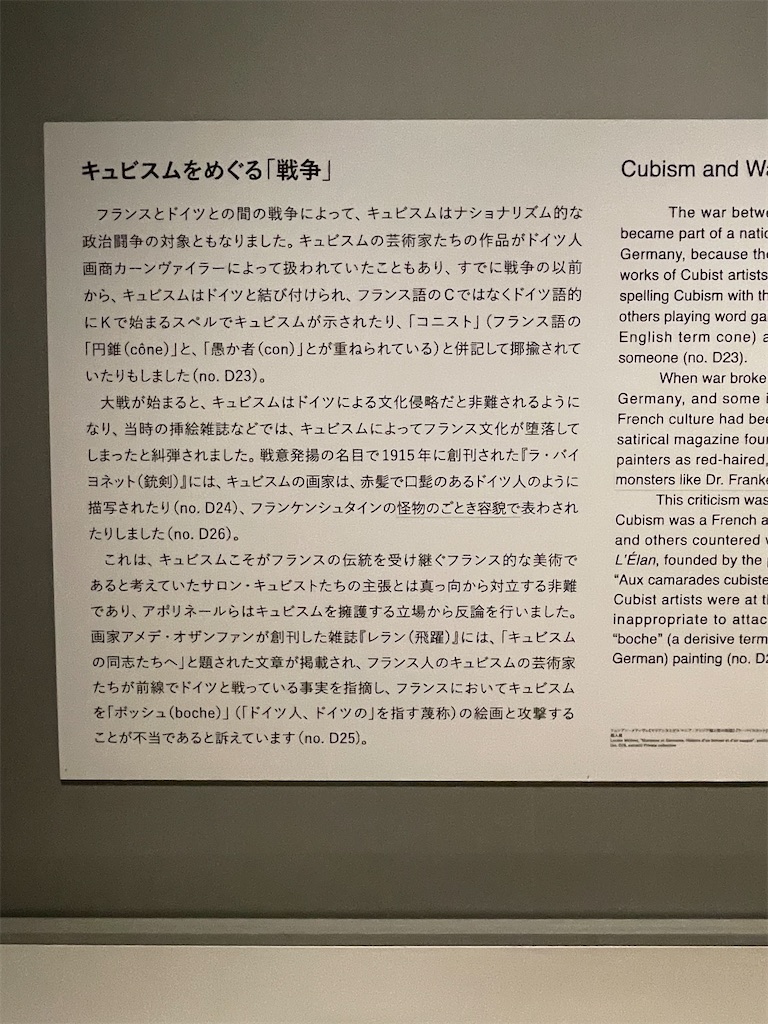 キュビスムをめぐる「戦争」
フランスとドイツとの間の戦争によって、キュビスムはナショナリズム的な
政治闘争の対象ともなりました。キュビスムの芸術家たちの作品がドイツ人
画商カーンヴァイラーによって扱われていたこともあり、すでに戦争の以前
から、キュビスムはドイツと結び付けられ、フランス語のCではなくドイツ語的
にKで始まるスペルでキュビスムが示されたり、「コニスト」(フランス語の
「円錐(cône)」と、「愚か者(con)」とが重ねられている)と併記して揶揄されて
いたりもしました(no. D23)。
大戦が始まると、キュビスムはドイツによる文化侵略だと非難されるように
なり、当時の挿絵雑誌などでは、キュビスムによってフランス文化が堕落して
しまったと糾弾されました。戦意発揚の名目で1915年に創刊された『ラ・バイ
ヨネット(銃剣)』には、キュビスムの画家は、赤髪で口髭のあるドイツ人のように
描写されたり(no. D24)、フランケンシュタインの怪物のごとき容貌で表わされ
たりしました(no. D26)。
これは、キュビスムこそがフランスの伝統を受け継ぐフランス的な美術で
あると考えていたサロン・キュビストたちの主張とは真っ向から対立する非難
であり、アポリネールらはキュビスムを擁護する立場から反論を行いました。
画家アメデ・オザンファンが創刊した雑誌『レラン(飛躍)』には、「キュビスム
の同志たちへ」と題された文章が掲載され、フランス人のキュビスムの芸術家
たちが前線でドイツと戦っている事実を指摘し、フランスにおいてキュビスム
を「ボッシュ(boche)」(「ドイツ人、ドイツの」を指す蔑称)の絵画と攻撃する
ことが不当であると訴えています(no. D25)。
Cubism and Wa
The war betwe
became part of a natio
Germany, because the
works of Cubist artists
spelling Cubism with th
others playing word ga
English term cone) a
someone (no. D23).
When war broke
Germany, and some i
French culture had bee
satirical magazine foun
painters as red-haired,
monsters like Dr. Franke
This criticism was
Cubism was a French a
and others countered w
L'Élan, founded by the p
"Aux camarades cubiste
Cubist artists were at th
inappropriate to attac
"boche" (a derisive term
German) painting (no. D2